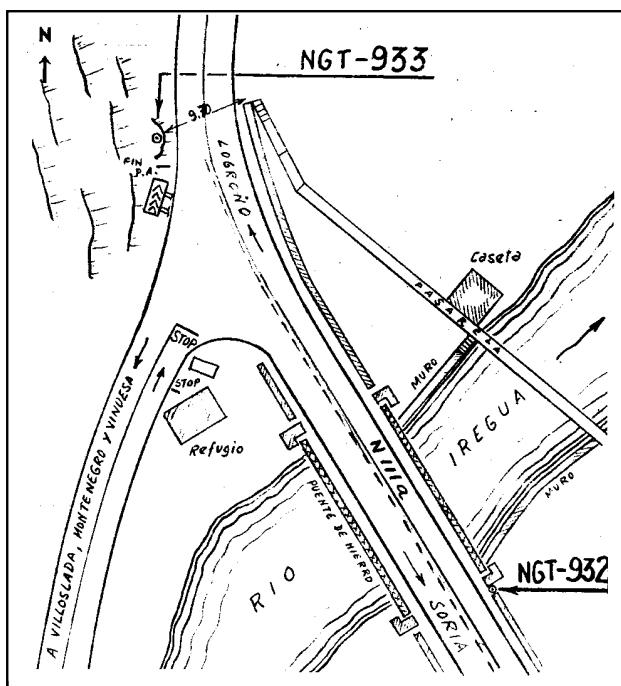 N
NGT-933
9.70
FIN
P.A.
LOGROÑO
Caseta
PASARELA
STOP
STOP
MURO
Refugio
A VILLOSLADA, MONTENEGRO Y VINUESA
N 111a
IREGUA
MURO
PUENTE DE HIERRO
RIO
SORIA
NGT-932